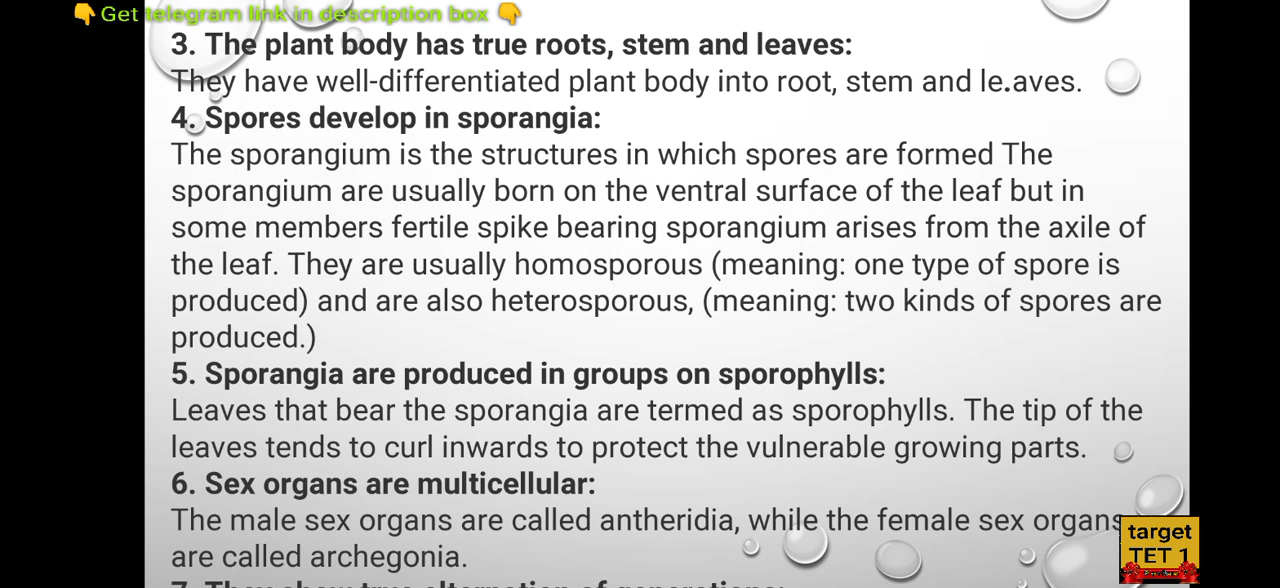 👇 Get telegram link in description box 👇
3. The plant body has true roots, stem and leaves:
They have well-differentiated plant body into root, stem and le.aves.
4. Spores develop in sporangia:
The sporangium is the structures in which spores are formed The
sporangium are usually born on the ventral surface of the leaf but in
some members fertile spike bearing sporangium arises from the axile of
the leaf. They are usually homosporous (meaning: one type of spore is
produced) and are also heterosporous, (meaning: two kinds of spores are
produced.)
5. Sporangia are produced in groups on sporophylls:
Leaves that bear the sporangia are termed as sporophylls. The tip of the
leaves tends to curl inwards to protect the vulnerable growing parts.
6. Sex organs are multicellular:
The male sex organs are called antheridia, while the female sex organs
are called archegonia.
7. They show true alternation of generations:
target
TET 1